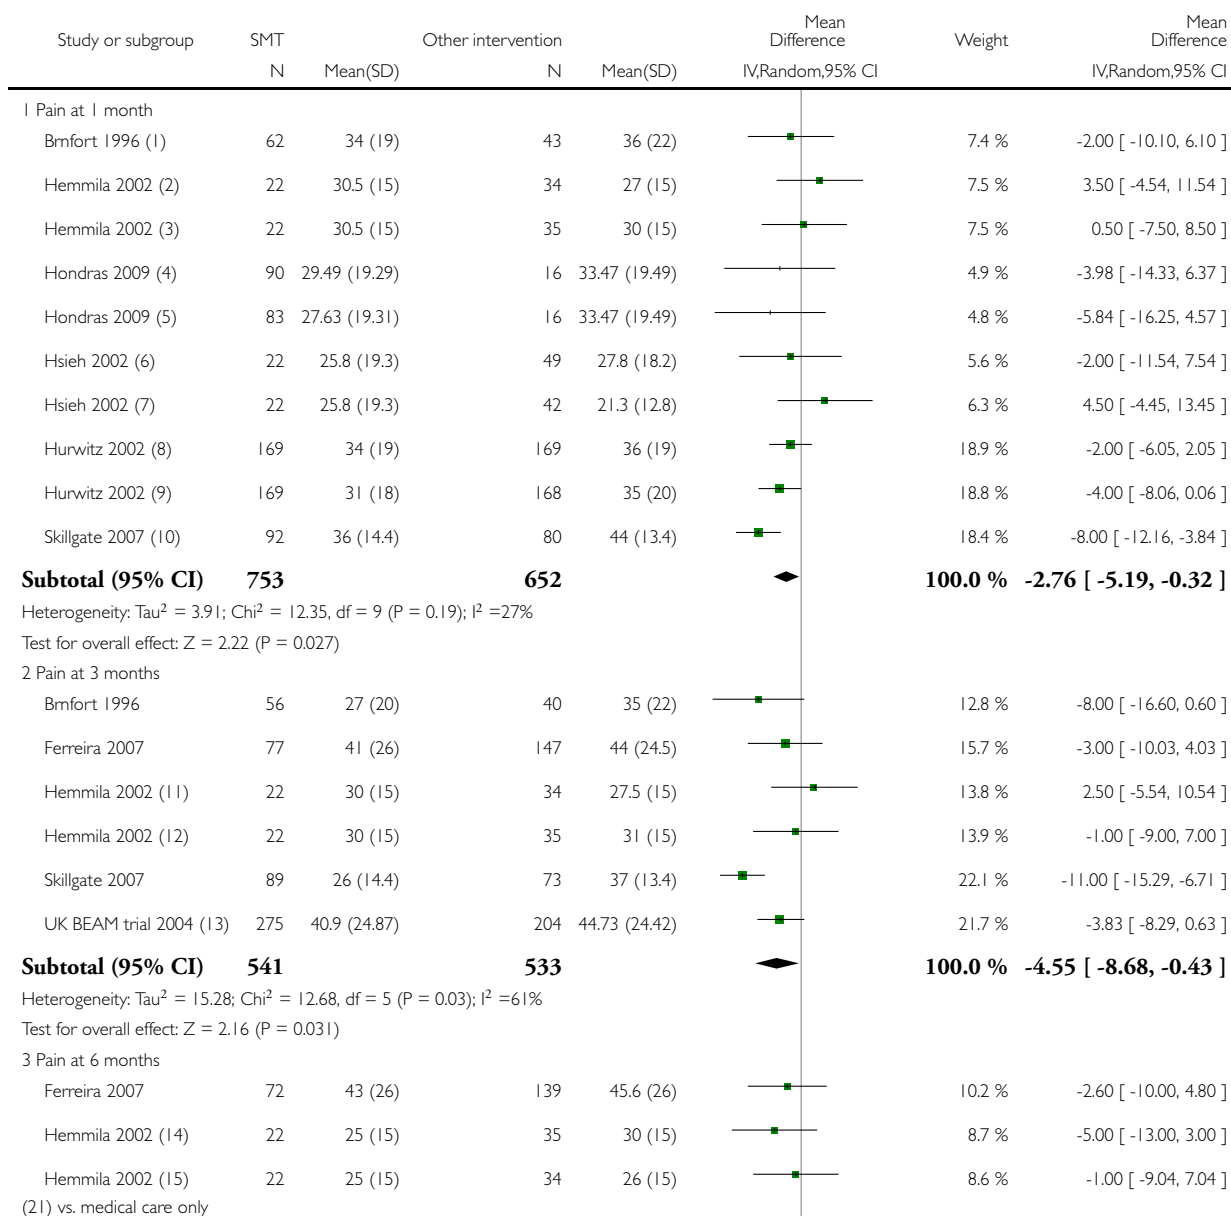 Study or subgroup SMT Other intervention Mean Difference Weight Mean Difference
N Mean(SD) N Mean(SD) IV,Random,95% CI IV,Random,95% CI
1 Pain at 1 month
Brnfort 1996 (1) 62 34 (19) 43 36 (22) 7.4 % -2.00 [ -10.10, 6.10 ]
Hemmila 2002 (2) 22 30.5 (15) 34 27 (15) 7.5 % 3.50 [ -4.54, 11.54 ]
Hemmila 2002 (3) 22 30.5 (15) 35 30 (15) 7.5 % 0.50 [ -7.50, 8.50 ]
Hondras 2009 (4) 90 29.49 (19.29) 16 33.47 (19.49) 4.9 % -3.98 [ -14.33, 6.37 ]
Hondras 2009 (5) 83 27.63 (19.31) 16 33.47 (19.49) 4.8 % -5.84 [ -16.25, 4.57 ]
Hsieh 2002 (6) 22 25.8 (19.3) 49 27.8 (18.2) 5.6 % -2.00 [ -11.54, 7.54 ]
Hsieh 2002 (7) 22 25.8 (19.3) 42 21.3 (12.8) 6.3 % 4.50 [ -4.45, 13.45 ]
Hurwitz 2002 (8) 169 34 (19) 169 36 (19) 18.9 % -2.00 [ -6.05, 2.05 ]
Hurwitz 2002 (9) 169 31 (18) 168 35 (20) 18.8 % -4.00 [ -8.06, 0.06 ]
Skillgate 2007 (10) 92 36 (14.4) 80 44 (13.4) 18.4 % -8.00 [ -12.16, -3.84 ]
Subtotal (95% CI) 753 652 100.0 % -2.76 [ -5.19, -0.32 ]
Heterogeneity: Tau² = 3.91; Chi² = 12.35, df = 9 (P = 0.19); I² =27%
Test for overall effect: Z = 2.22 (P = 0.027)
2 Pain at 3 months
Brnfort 1996 56 27 (20) 40 35 (22) 12.8 % -8.00 [ -16.60, 0.60 ]
Ferreira 2007 77 41 (26) 147 44 (24.5) 15.7 % -3.00 [ -10.03, 4.03 ]
Hemmila 2002 (11) 22 30 (15) 34 27.5 (15) 13.8 % 2.50 [ -5.54, 10.54 ]
Hemmila 2002 (12) 22 30 (15) 35 31 (15) 13.9 % -1.00 [ -9.00, 7.00 ]
Skillgate 2007 89 26 (14.4) 73 37 (13.4) 22.1 % -11.00 [ -15.29, -6.71 ]
UK BEAM trial 2004 (13) 275 40.9 (24.87) 204 44.73 (24.42) 21.7 % -3.83 [ -8.29, 0.63 ]
Subtotal (95% CI) 541 533 100.0 % -4.55 [ -8.68, -0.43 ]
Heterogeneity: Tau² = 15.28; Chi² = 12.68, df = 5 (P = 0.03); I² =61%
Test for overall effect: Z = 2.16 (P = 0.031)
3 Pain at 6 months
Ferreira 2007 72 43 (26) 139 45.6 (26) 10.2 % -2.60 [ -10.00, 4.80 ]
Hemmila 2002 (14) 22 25 (15) 35 30 (15) 8.7 % -5.00 [ -13.00, 3.00 ]
Hemmila 2002 (15) 22 25 (15) 34 26 (15) 8.6 % -1.00 [ -9.04, 7.04 ]
(21) vs. medical care only